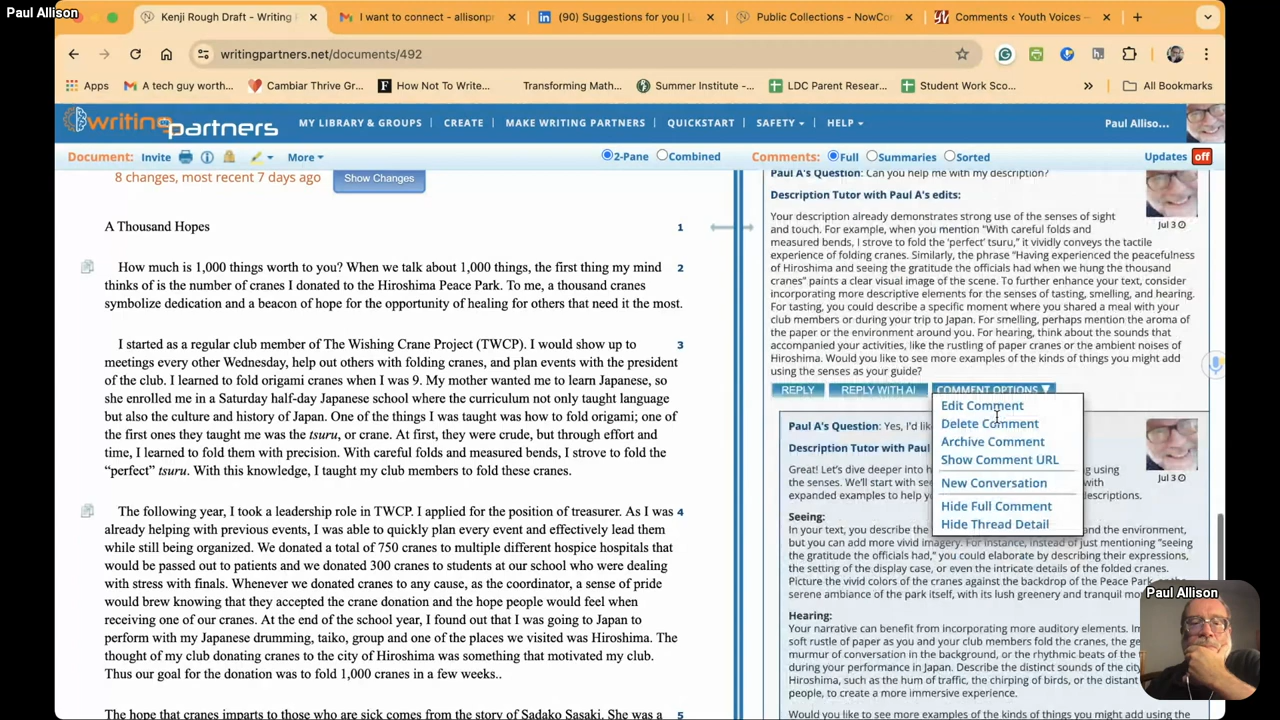 Paul Allison
Kenji Rough Draft - Writing
I want to connect - allisonpr
(90) Suggestions for you | L
Public Collections - NowCon
Comments ‹ Youth Voices —
writingpartners.net/documents/492
Apps
A tech guy worth...
Cambiar Thrive Gr...
How Not To Write...
Transforming Math...
Summer Institute -...
LDC Parent Resear...
Student Work Sco...
All Bookmarks
writing partners
MY LIBRARY & GROUPS
CREATE
MAKE WRITING PARTNERS
QUICKSTART
SAFETY
HELP
Paul Alliso...
Document:
Invite
More
2-Pane
Combined
Comments:
Full
Summaries
Sorted
Updates
off
8 changes, most recent 7 days ago
Show Changes
A Thousand Hopes
1
How much is 1,000 things worth to you? When we talk about 1,000 things, the first thing my mind
2
thinks of is the number of cranes I donated to the Hiroshima Peace Park. To me, a thousand cranes
symbolize dedication and a beacon of hope for the opportunity of healing for others that need it the most.
I started as a regular club member of The Wishing Crane Project (TWCP). I would show up to
3
meetings every other Wednesday, help out others with folding cranes, and plan events with the president
of the club. I learned to fold origami cranes when I was 9. My mother wanted me to learn Japanese, so
she enrolled me in a Saturday half-day Japanese school where the curriculum not only taught language
but also the culture and history of Japan. One of the things I was taught was how to fold origami; one of
the first ones they taught me was the tsuru, or crane. At first, they were crude, but through effort and
time, I learned to fold them with precision. With careful folds and measured bends, I strove to fold the
“perfect” tsuru. With this knowledge, I taught my club members to fold these cranes.
The following year, I took a leadership role in TWCP. I applied for the position of treasurer. As I was
4
already helping with previous events, I was able to quickly plan every event and effectively lead them
while still being organized. We donated a total of 750 cranes to multiple different hospice hospitals that
would be passed out to patients and we donated 300 cranes to students at our school who were dealing
with stress with finals. Whenever we donated cranes to any cause, as the coordinator, a sense of pride
would brew knowing that they accepted the crane donation and the hope people would feel when
receiving one of our cranes. At the end of the school year, I found out that I was going to Japan to
perform with my Japanese drumming, taiko, group and one of the places we visited was Hiroshima. The
thought of my club donating cranes to the city of Hiroshima was something that motivated my club.
Thus our goal for the donation was to fold 1,000 cranes in a few weeks..
The hope that cranes imparts to those who are sick comes from the story of Sadako Sasaki. She was a
5
Paul A's Question: Can you help me with my description?
Description Tutor with Paul A's edits:
Jul 3
Your description already demonstrates strong use of the senses of sight
and touch. For example, when you mention "With careful folds and
measured bends, I strove to fold the 'perfect' tsuru," it vividly conveys the tactile
experience of folding cranes. Similarly, the phrase "Having experienced the peacefulness
of Hiroshima and seeing the gratitude the officials had when we hung the thousand
cranes" paints a clear visual image of the scene. To further enhance your text, consider
incorporating more descriptive elements for the senses of tasting, smelling, and hearing.
For tasting, you could describe a specific moment where you shared a meal with your
club members or during your trip to Japan. For smelling, perhaps mention the aroma of
the paper or the environment around you. For hearing, think about the sounds that
accompanied your activities, like the rustling of paper cranes or the ambient noises of
Hiroshima. Would you like to see more examples of the kinds of things you might add
using the senses as your guide?
REPLY
REPLY WITH AI
COMMENT OPTIONS ▼
Edit Comment
Delete Comment
Archive Comment
Show Comment URL
New Conversation
Hide Full Comment
Hide Thread Detail
Paul A's Question: Yes, I'd lik
Description Tutor with Paul
Jul 3
Great! Let's dive deeper into h
using
the senses. We'll start with se
with
expanded examples to help y
descriptions.
Seeing:
In your text, you describe the
and the environment,
but you can add more vivid imagery. For instance, instead of just mentioning "seeing
the gratitude the officials had," you could elaborate by describing their expressions,
the setting of the display case, or even the intricate details of the folded cranes.
Picture the vivid colors of the cranes against the backdrop of the Peace Park,
serene ambiance of the park itself, with its lush greenery and tranquil
Hearing:
Your narrative can benefit from incorporating more auditory elements.
soft rustle of paper as you and your club members fold the cranes, the
murmur of conversation in the background, or the rhythmic beats of
during your performance in Japan. Describe the distinct sounds of the city
Hiroshima, such as the hum of traffic, the chirping of birds, or the distant
people, to create a more immersive experience.
Would you like to see more examples of the kinds of things you might add using the
Paul Allison